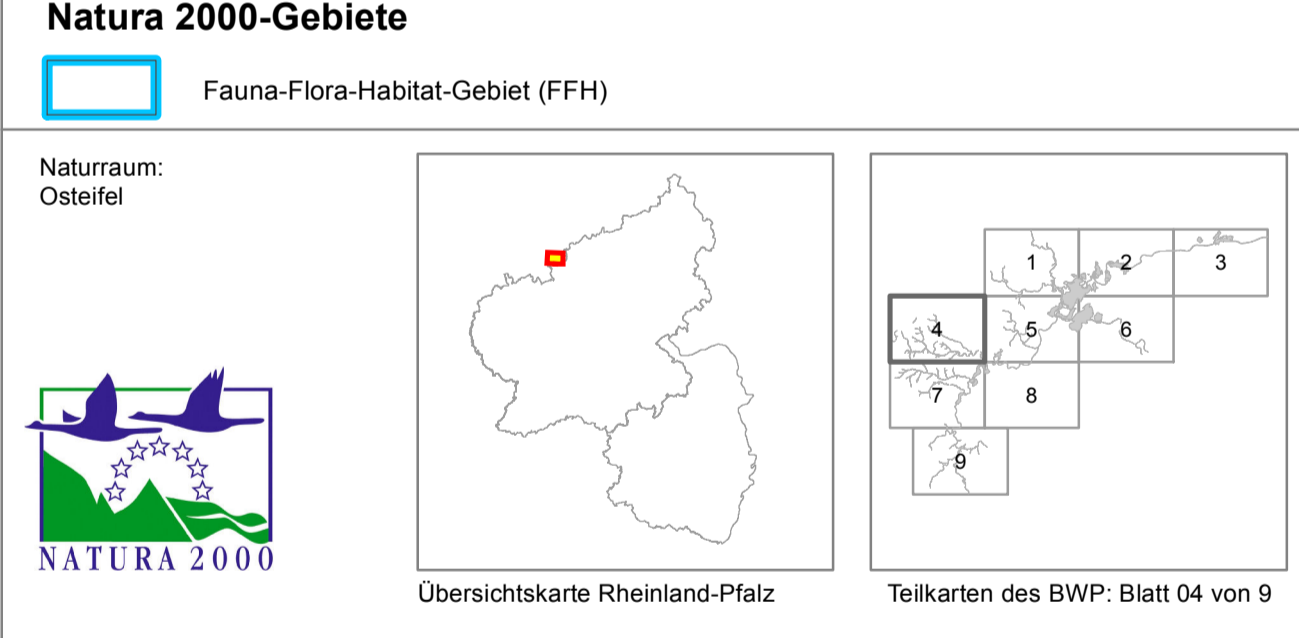 Natura 2000-Gebiete
Fauna-Flora-Habitat-Gebiet (FFH)
Naturraum:
Osteifel
NATURA 2000
Übersichtskarte Rheinland-Pfalz
1
2
3
4
5
6
7
8
9
Teilkarten des BWP: Blatt 04 von 9